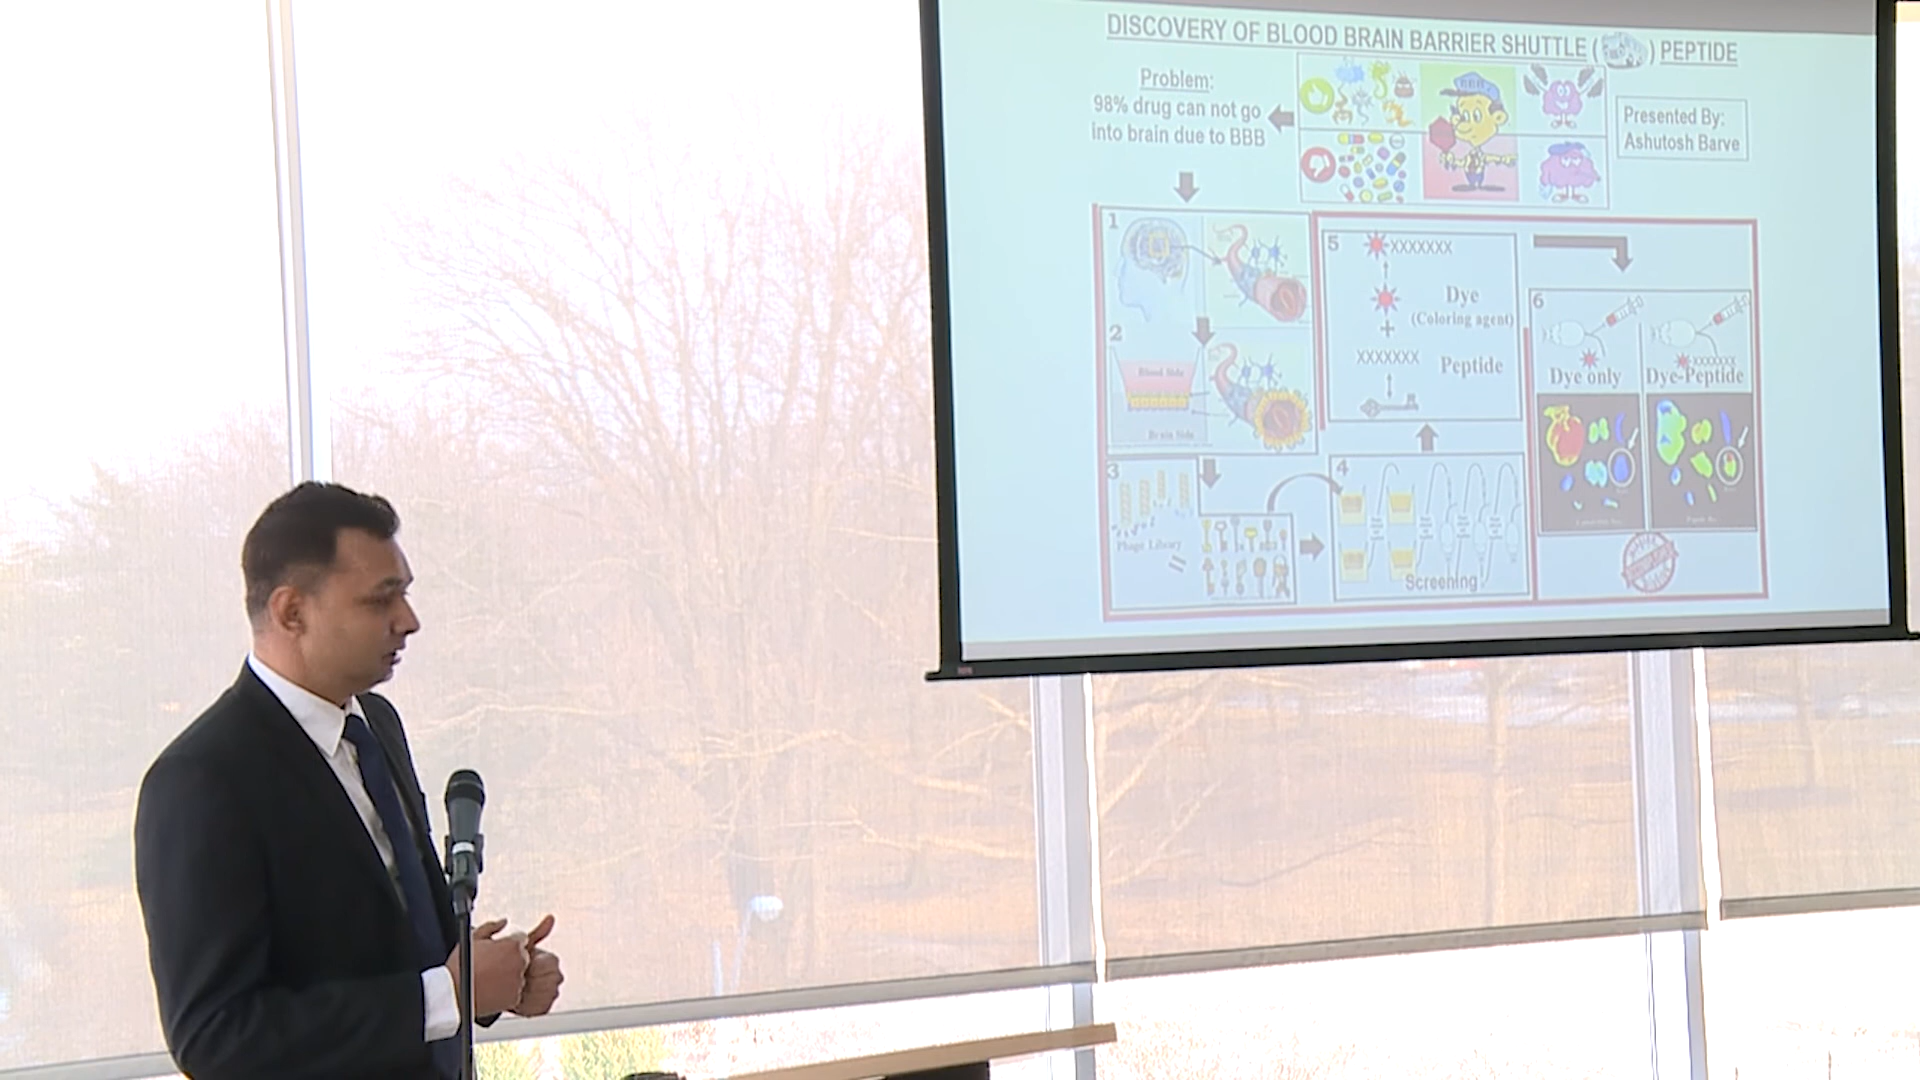 DISCOVERY OF BLOOD BRAIN BARRIER SHUTTLE ( ) PEPTIDE
Problem:
98% drug can not go
into brain due to BBB
Presented By:
Ashutosh Barve
1
2
Blood Side
Brain Side
3
Phage Library
=
4
Screening
5
XXXXXXX
Dye
(Coloring agent)
+
XXXXXXX
Peptide
6
XXXXXXX
Dye only
Dye-Peptide